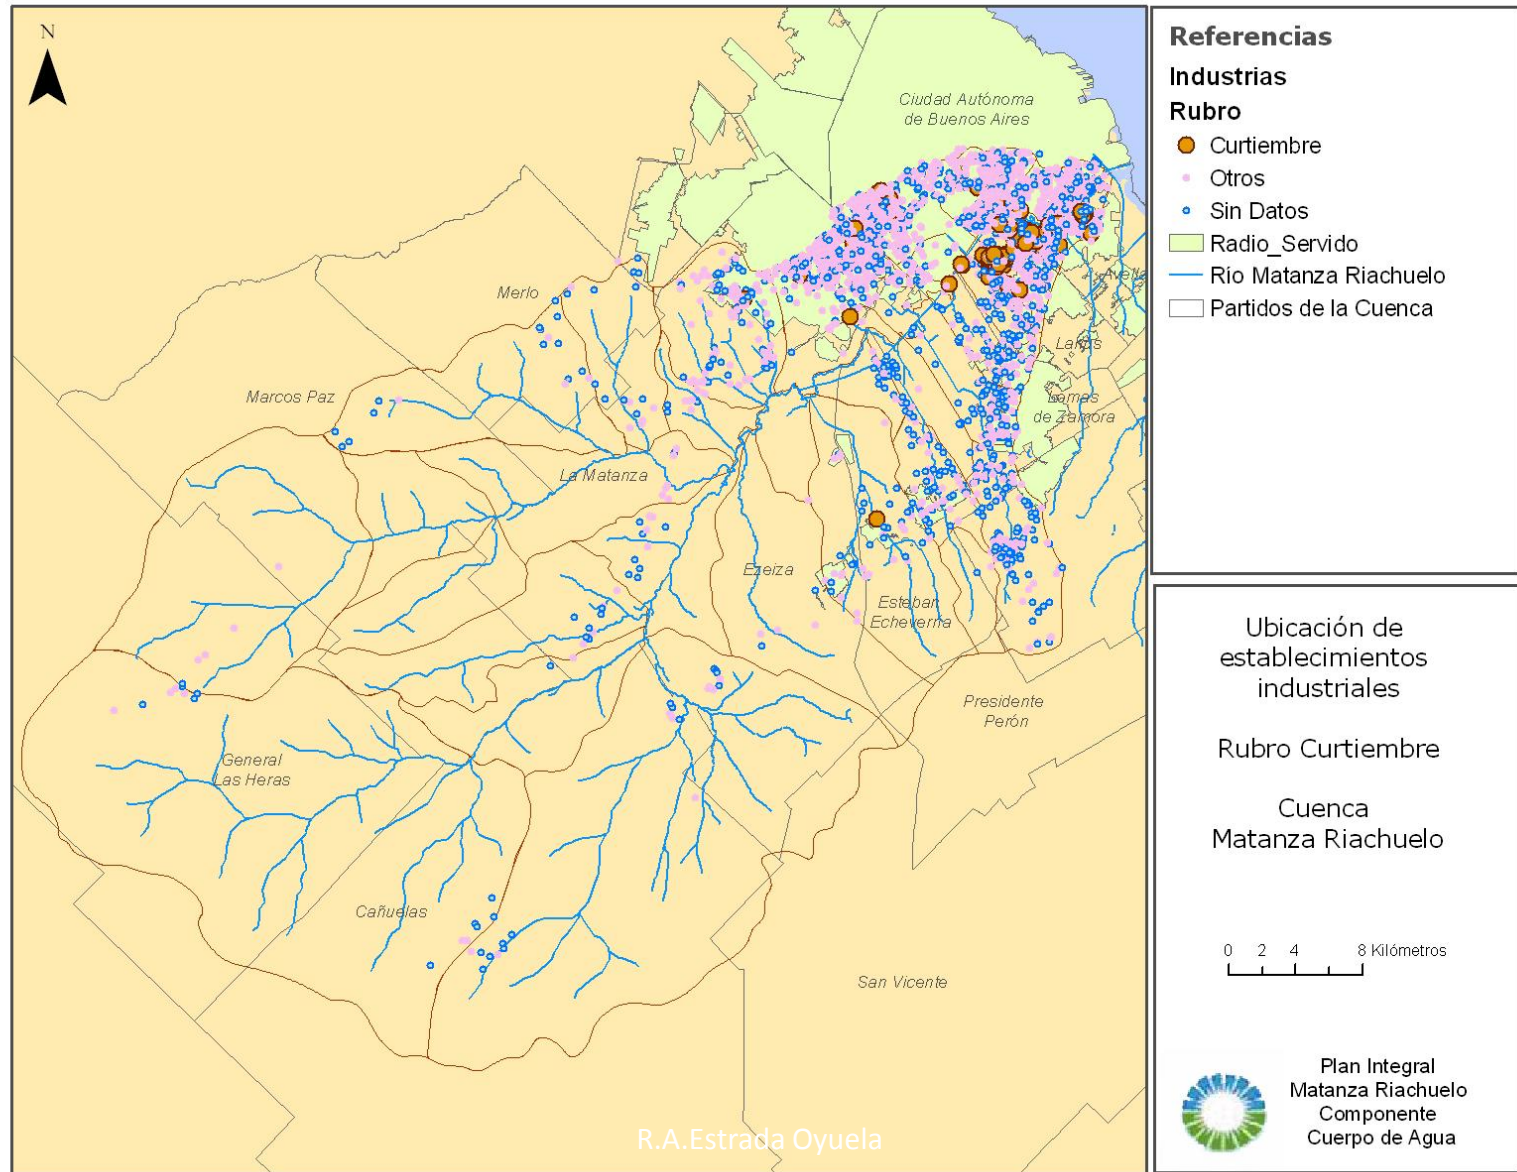 N
Ciudad Autónoma
de Buenos Aires
Merlo
Marcos Paz
La Matanza
Lanús
Lomas
de Zamora
Ezeiza
Esteban
Echeverria
Presidente
Perón
General
Las Heras
Cañuelas
San Vicente
R.A.Estrada Oyuela
Referencias
Industrias
Rubro
Curtiembre
Otros
Sin Datos
Radio_Servido
Río Matanza Riachuelo
Partidos de la Cuenca
Ubicación de
establecimientos
industriales
Rubro Curtiembre
Cuenca
Matanza Riachuelo
0 2 4 8 Kilómetros
Plan Integral
Matanza Riachuelo
Componente
Cuerpo de Agua